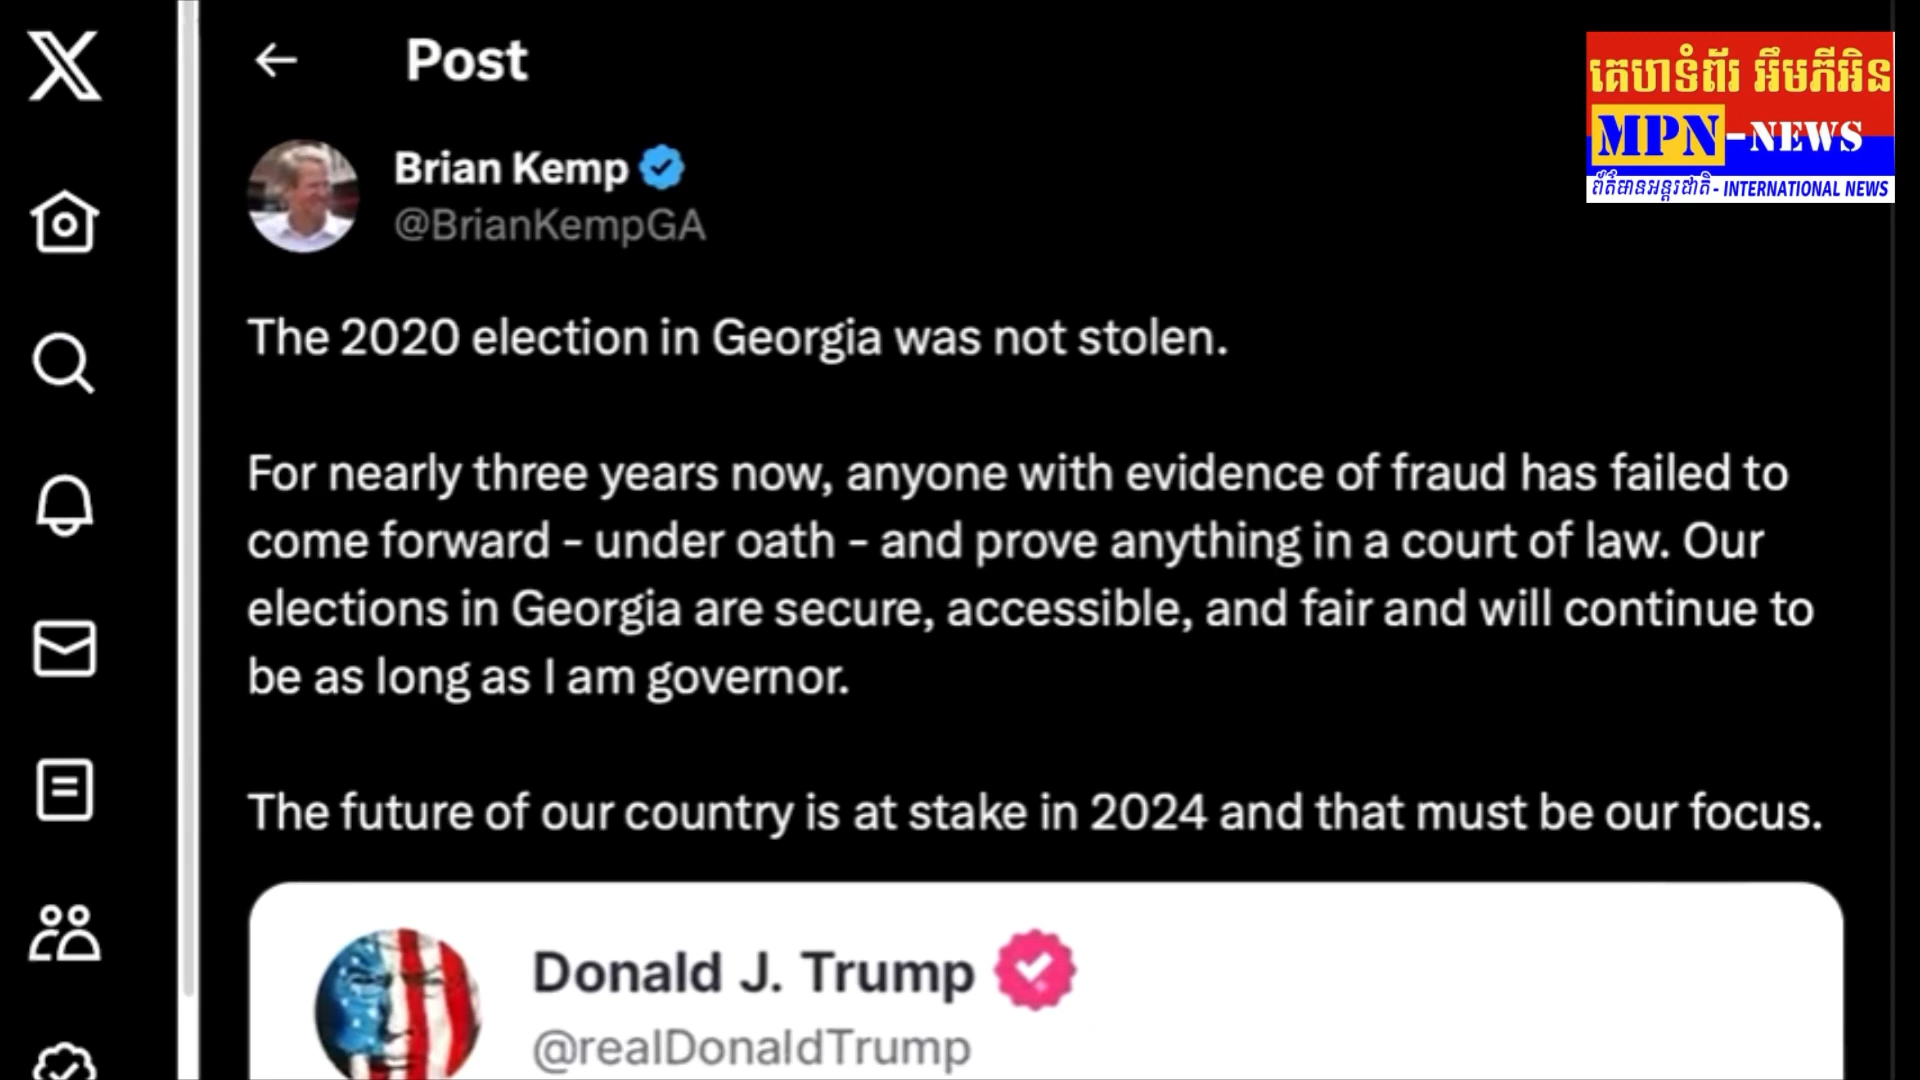 Post
គេហទំព័រ អឹមភីអិន
MPN-NEWS
ព័ត៌មានអន្តរជាតិ - INTERNATIONAL NEWS
Brian Kemp
@BrianKempGA
The 2020 election in Georgia was not stolen.
For nearly three years now, anyone with evidence of fraud has failed to
come forward - under oath - and prove anything in a court of law. Our
elections in Georgia are secure, accessible, and fair and will continue to
be as long as I am governor.
The future of our country is at stake in 2024 and that must be our focus.
Donald J. Trump
@realDonaldTrump